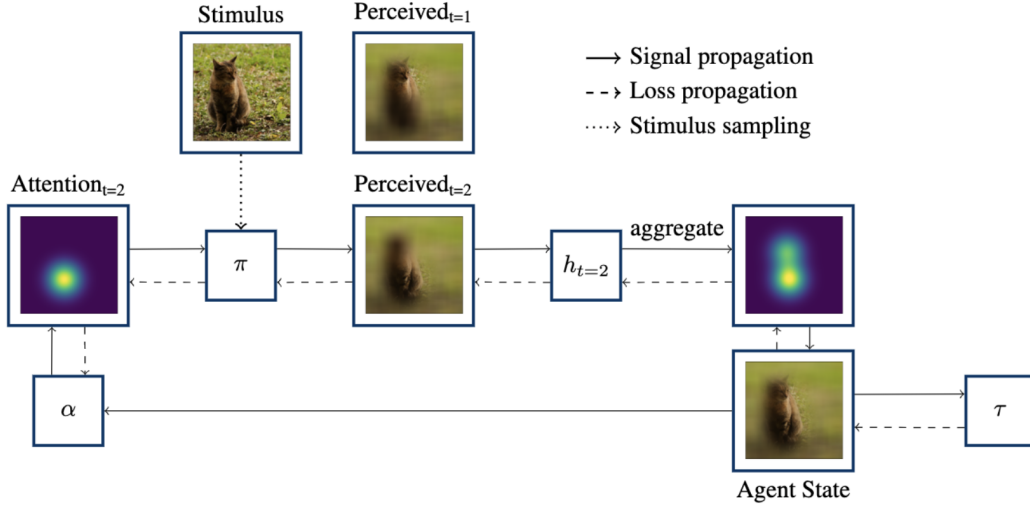 Stimulus
Perceived_{t=1}
Signal propagation
Loss propagation
Stimulus sampling
Attention_{t=2}
Perceived_{t=2}
π
h_{t=2}
aggregate
α
τ
Agent State